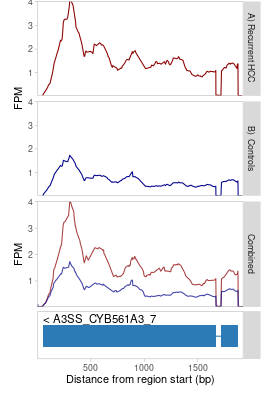 4
3
2
1
A) Recurrent HCC
FPM
4
3
2
1
B) Controls
4
3
2
1
FPM
Combined
< A3SS_CYB561A3_7
500 1000 1500
Distance from region start (bp)